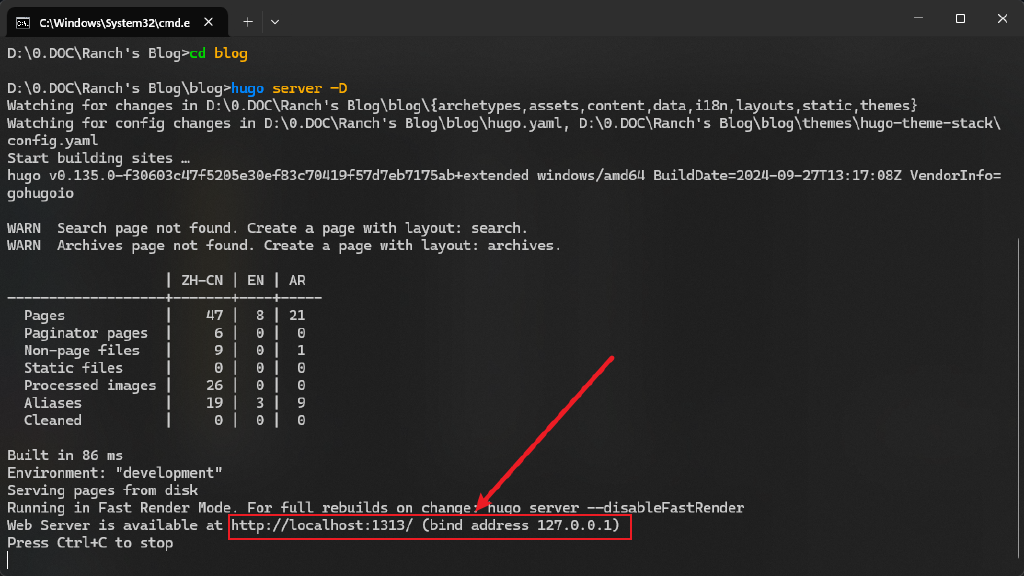 C:\Windows\System32\cmd.e
D:\0.DOC\Ranch's Blog>cd blog
D:\0.DOC\Ranch's Blog\blog>hugo server -D
Watching for changes in D:\0.DOC\Ranch's Blog\blog\{archetypes,assets,content,data,i18n,layouts,static,themes}
Watching for config changes in D:\0.DOC\Ranch's Blog\blog\hugo.yaml, D:\0.DOC\Ranch's Blog\blog\themes\hugo-theme-stack\
config.yaml
Start building sites …
hugo v0.135.0-f30603c47f5205e30ef83c70419f57d7eb7175ab+extended windows/amd64 BuildDate=2024-09-27T13:17:08Z VendorInfo=
gohugoio
WARN  Search page not found. Create a page with layout: search.
WARN  Archives page not found. Create a page with layout: archives.
                   | ZH-CN | EN | AR
-------------------+-------+----+-----
  Pages            |    47 |  8 | 21
  Paginator pages  |     6 |  0 |  0
  Non-page files   |     9 |  0 |  1
  Static files     |     0 |  0 |  0
  Processed images |    26 |  0 |  0
  Aliases          |    19 |  3 |  9
  Cleaned          |     0 |  0 |  0
Built in 86 ms
Environment: "development"
Serving pages from disk
Running in Fast Render Mode. For full rebuilds on change: hugo server --disableFastRender
Web Server is available at http://localhost:1313/ (bind address 127.0.0.1)
Press Ctrl+C to stop